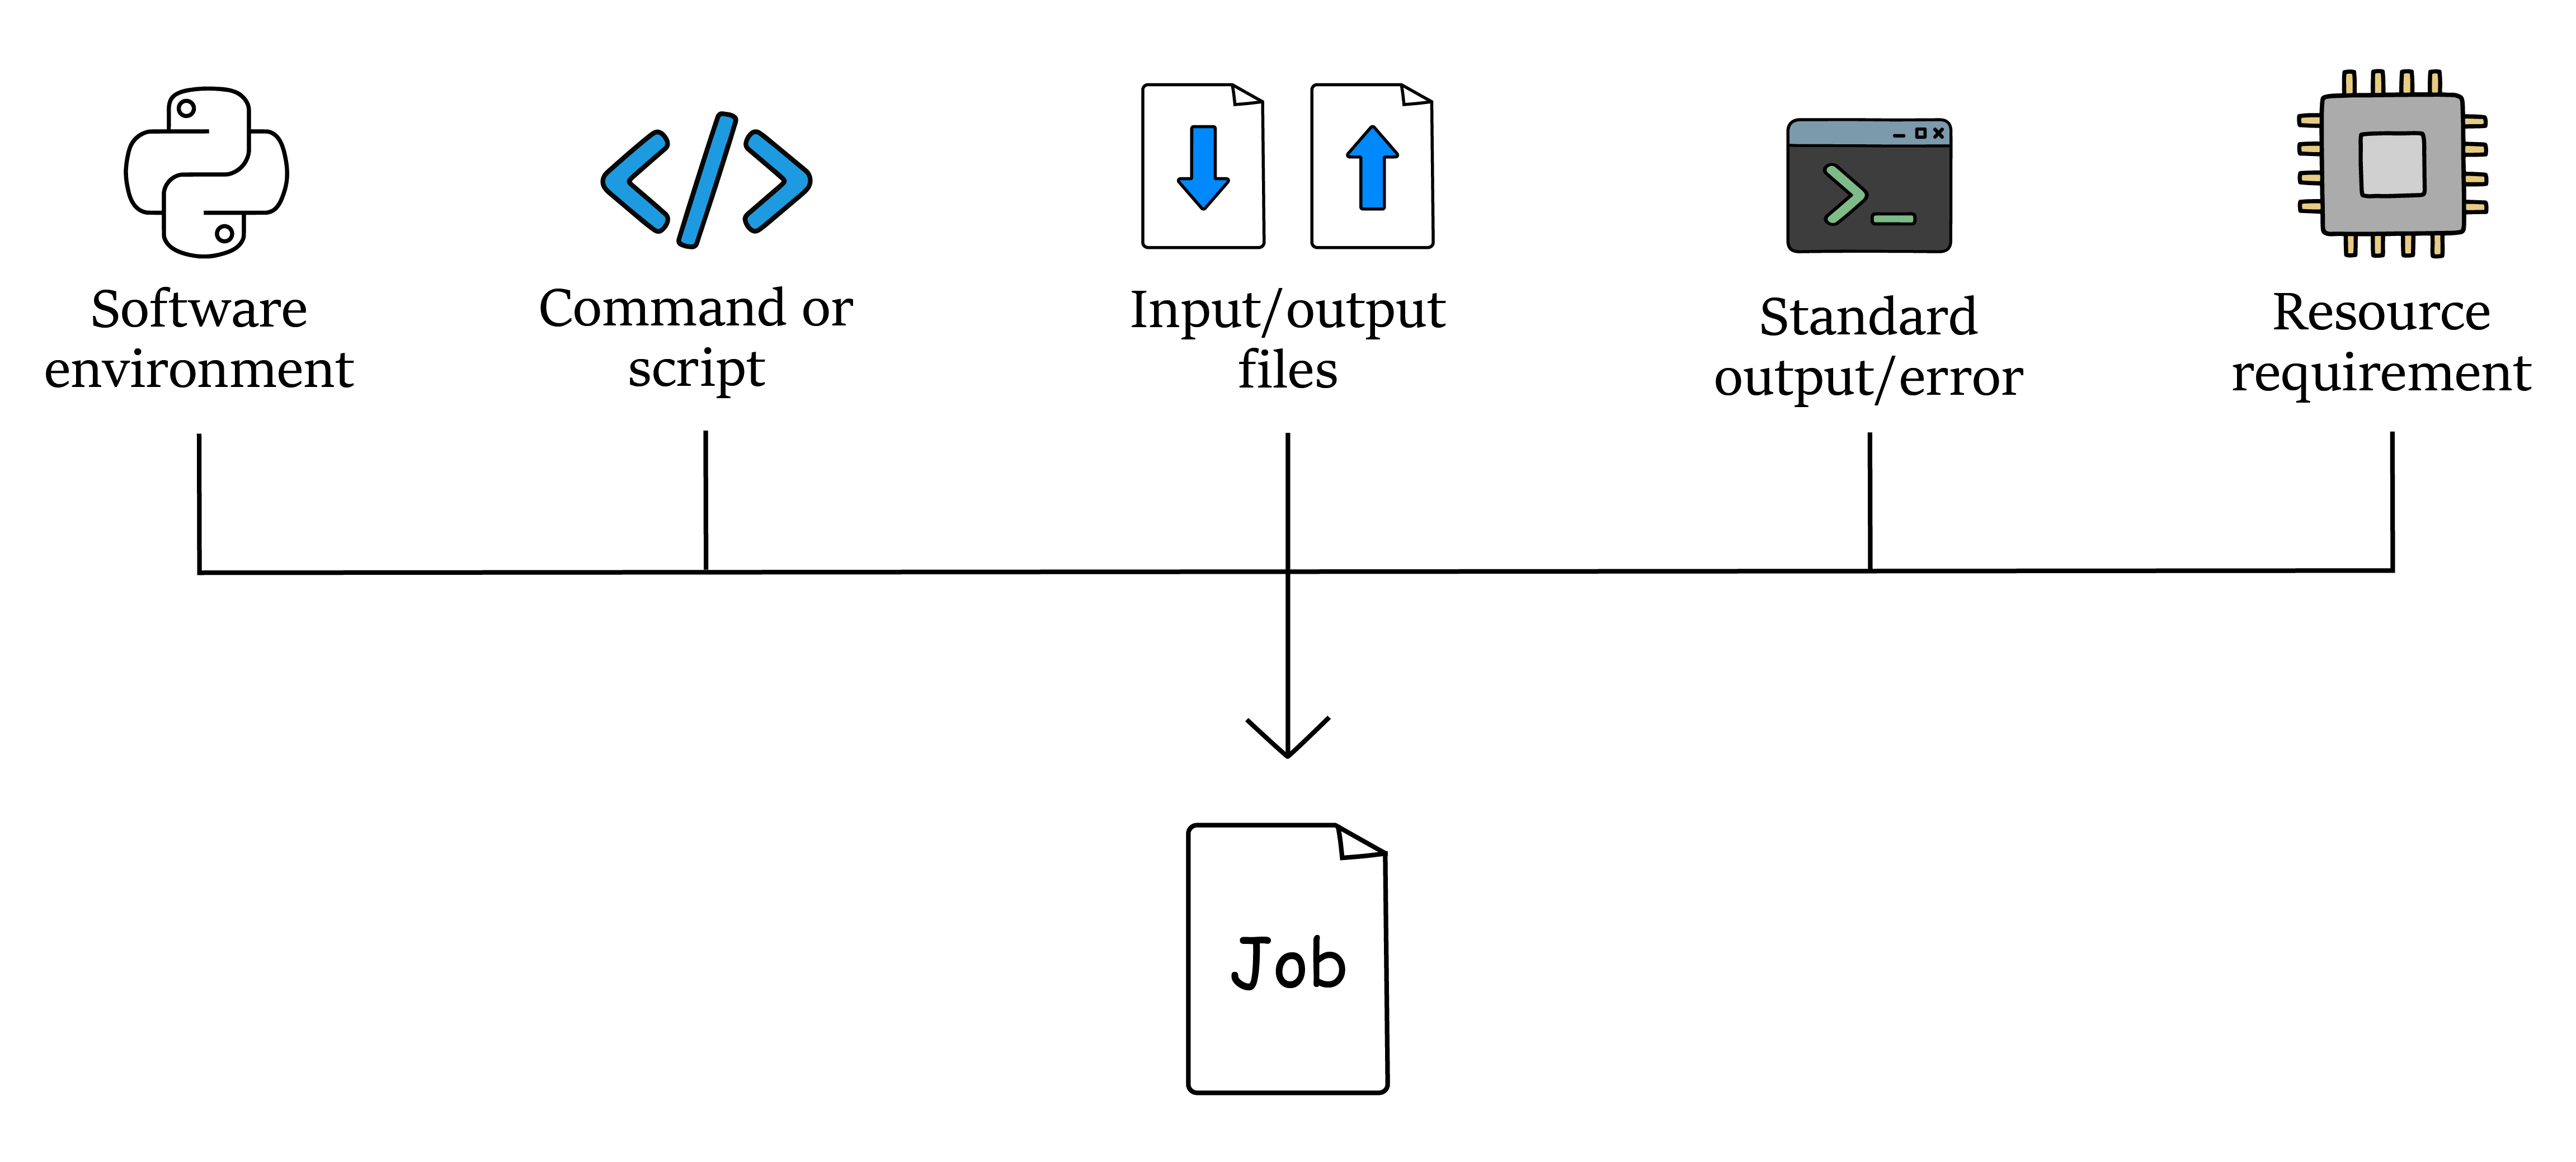 Software
environment
Command or
script
Input/output
files
Standard
output/error
Resource
requirement
Job